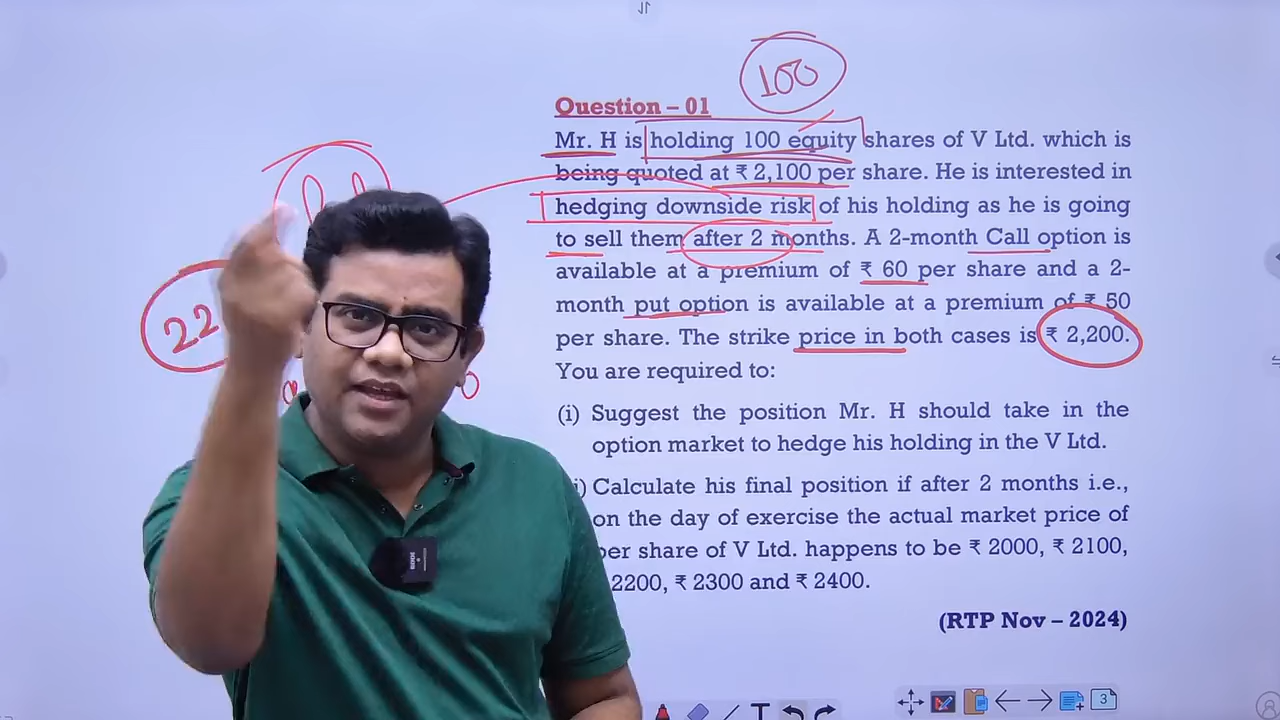 100
Question – 01
Mr. H is holding 100 equity shares of V Ltd. which is
being quoted at ₹ 2,100 per share. He is interested in
hedging downside risk of his holding as he is going
to sell them after 2 months. A 2-month Call option is
available at a premium of ₹ 60 per share and a 2-
month put option is available at a premium of ₹ 50
per share. The strike price in both cases is ₹ 2,200.
22
You are required to:
(i) Suggest the position Mr. H should take in the
option market to hedge his holding in the V Ltd.
i) Calculate his final position if after 2 months i.e.,
on the day of exercise the actual market price of
per share of V Ltd. happens to be ₹ 2000, ₹ 2100,
2200, ₹ 2300 and ₹ 2400.
(RTP Nov – 2024)
T
3